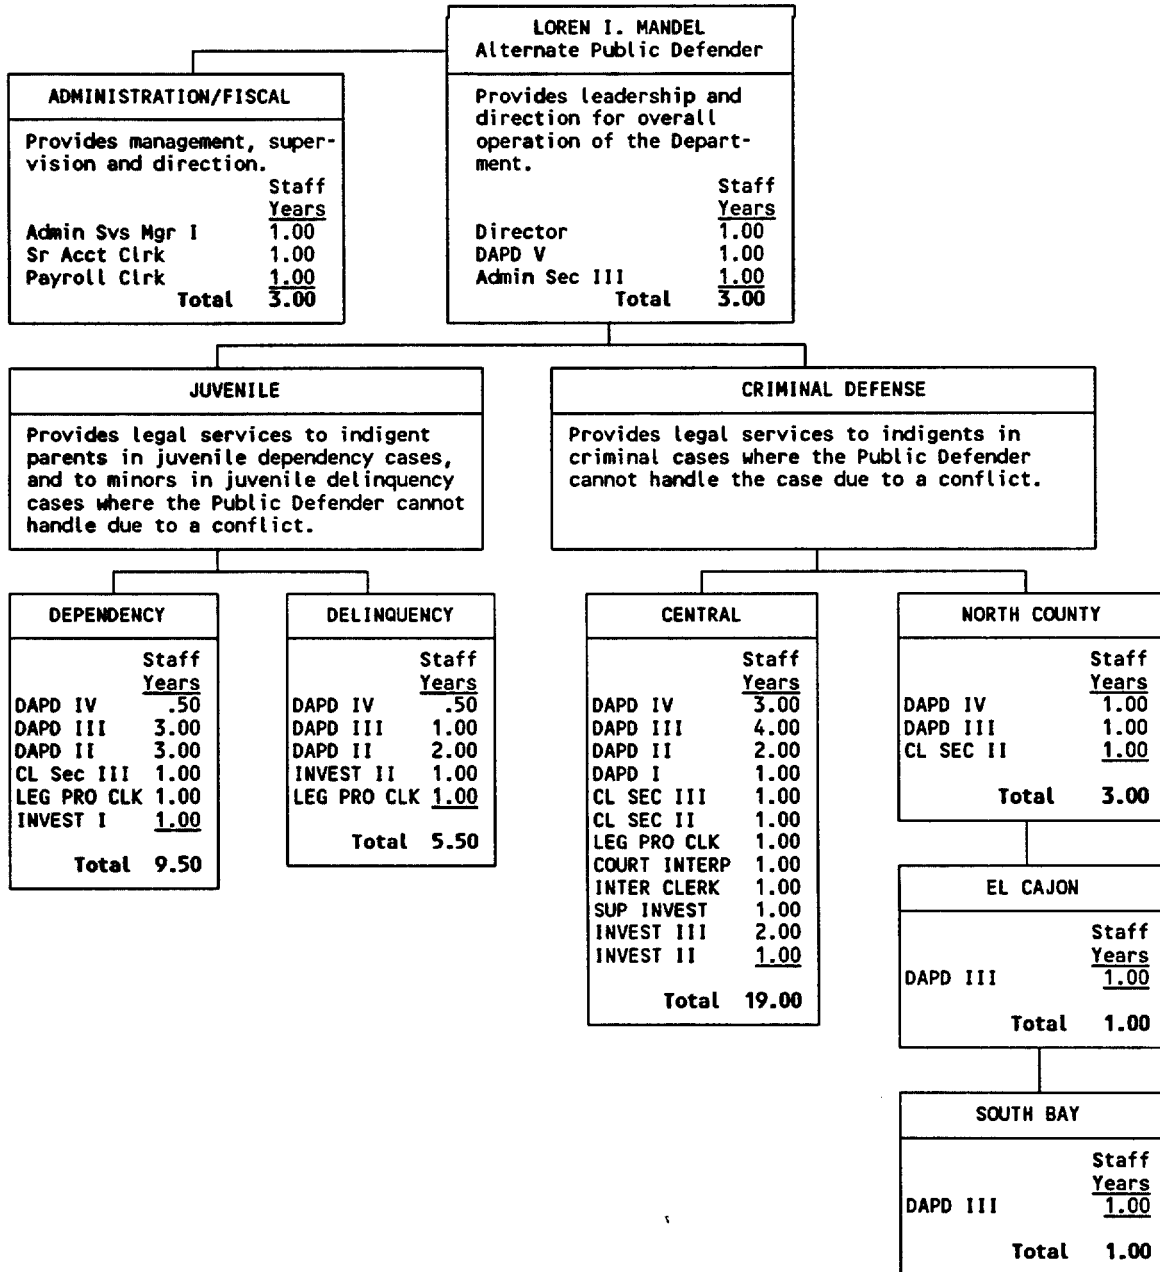 LOREN I. MANDEL
Alternate Public Defender
Provides leadership and
direction for overall
operation of the Depart-
ment.
Staff
Years
Director 1.00
DAPD V 1.00
Admin Sec III 1.00
Total 3.00
ADMINISTRATION/FISCAL
Provides management, super-
vision and direction.
Staff
Years
Admin Svs Mgr I 1.00
Sr Acct Clrk 1.00
Payroll Clrk 1.00
Total 3.00
JUVENILE
Provides legal services to indigent
parents in juvenile dependency cases,
and to minors in juvenile delinquency
cases where the Public Defender cannot
handle due to a conflict.
CRIMINAL DEFENSE
Provides legal services to indigents in
criminal cases where the Public Defender
cannot handle the case due to a conflict.
DEPENDENCY
Staff
Years
DAPD IV .50
DAPD III 3.00
DAPD II 3.00
CL Sec III 1.00
LEG PRO CLK 1.00
INVEST I 1.00
Total 9.50
DELINQUENCY
Staff
Years
DAPD IV .50
DAPD III 1.00
DAPD II 2.00
INVEST II 1.00
LEG PRO CLK 1.00
Total 5.50
CENTRAL
Staff
Years
DAPD IV 3.00
DAPD III 4.00
DAPD II 2.00
DAPD I 1.00
CL SEC III 1.00
CL SEC II 1.00
LEG PRO CLK 1.00
COURT INTERP 1.00
INTER CLERK 1.00
SUP INVEST 1.00
INVEST III 2.00
INVEST II 1.00
Total 19.00
NORTH COUNTY
Staff
Years
DAPD IV 1.00
DAPD III 1.00
CL SEC II 1.00
Total 3.00
EL CAJON
Staff
Years
DAPD III 1.00
Total 1.00
SOUTH BAY
Staff
Years
DAPD III 1.00
Total 1.00